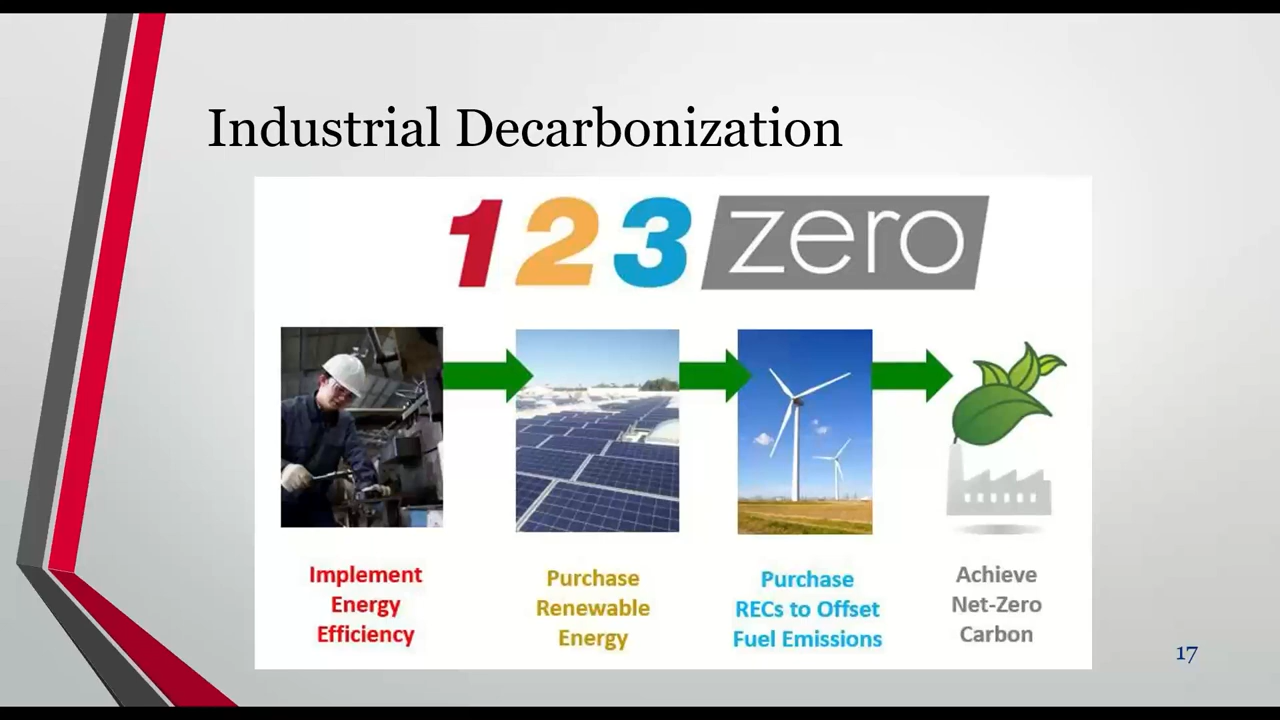 Industrial Decarbonization
1 2 3 zero
Implement
Energy
Efficiency
Purchase
Renewable
Energy
Purchase
RECs to Offset
Fuel Emissions
Achieve
Net-Zero
Carbon
17